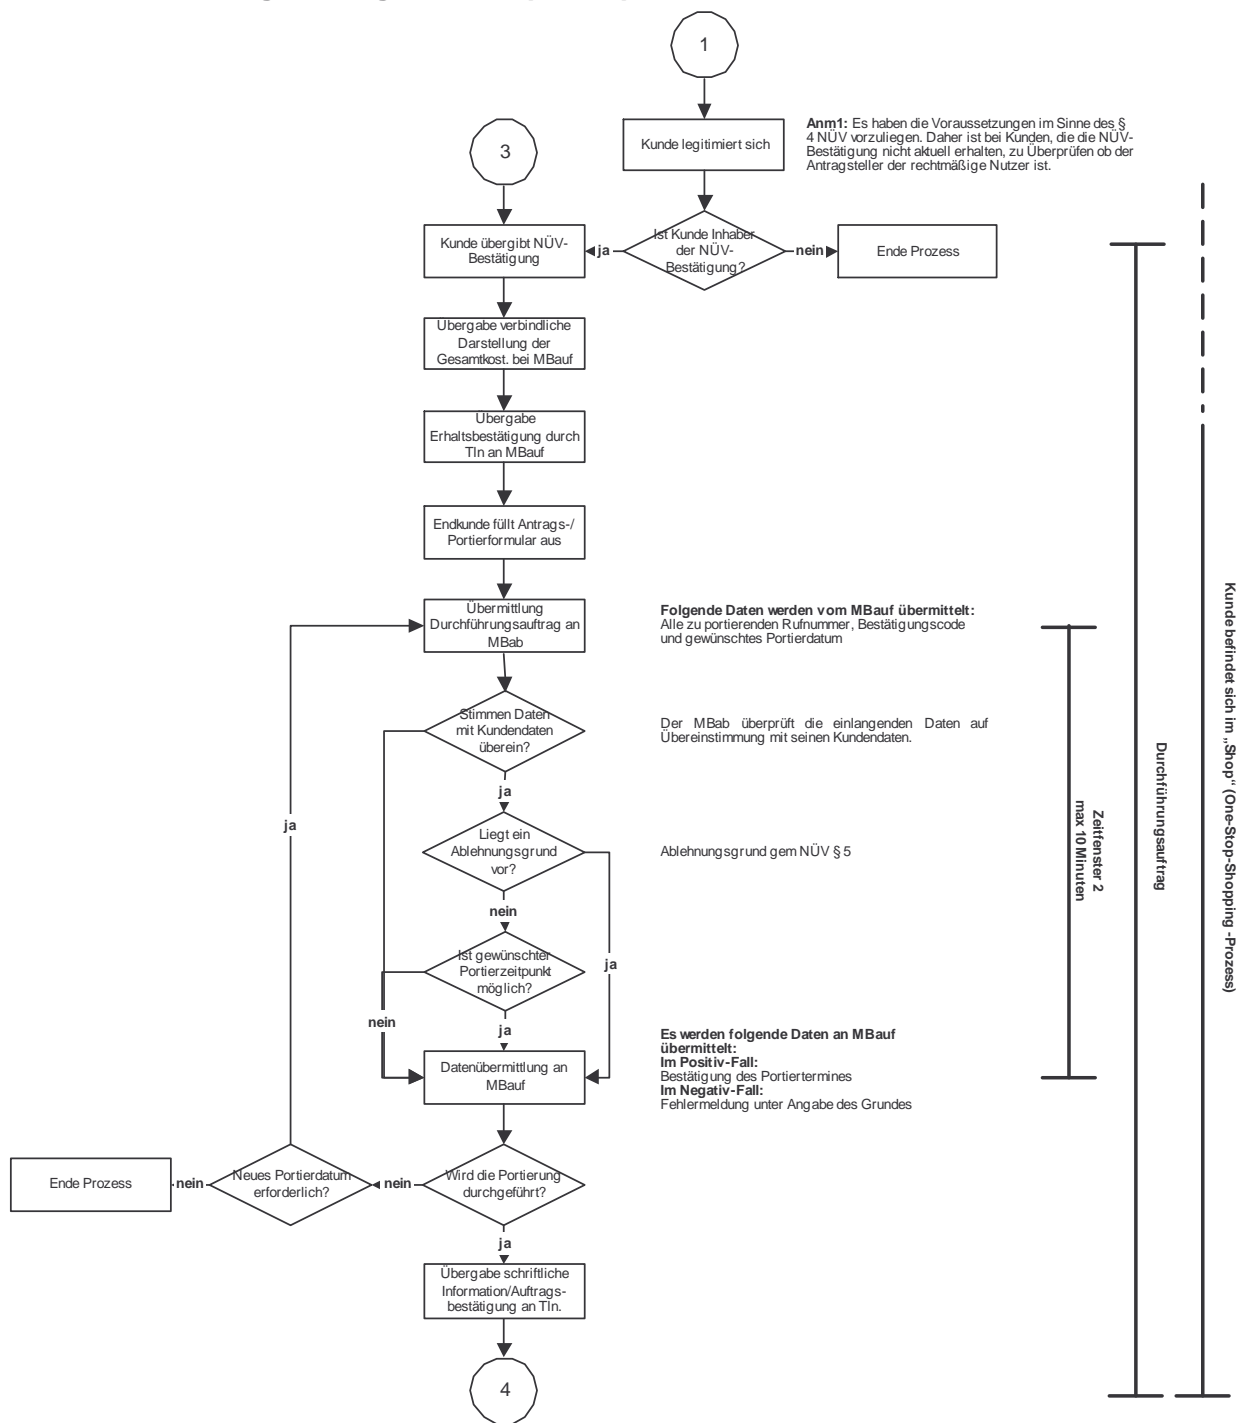 1
Kunde legitimiert sich
Anm1: Es haben die Voraussetzungen im Sinne des §
4 NÜV vorzuliegen. Daher ist bei Kunden, die die NÜV-
Bestätigung nicht aktuell erhalten, zu Überprüfen ob der
Antragsteller der rechtmäßige Nutzer ist.
3
Kunde übergibt NÜV-
Bestätigung
ja
Ist Kunde Inhaber
der NÜV-
Bestätigung?
nein
Ende Prozess
Übergabe verbindliche
Darstellung der
Gesamtkost. bei MBauf
Übergabe
Erhaltsbestätigung durch
Tln an MBauf
Endkunde füllt Antrags-/
Portierformular aus
Übermittlung
Durchführungsauftrag an
MBab
Folgende Daten werden vom MBauf übermittelt:
Alle zu portierenden Rufnummer, Bestätigungscode
und gewünschtes Portierdatum
Stimmen Daten
mit Kundendaten
überein?
Der MBab überprüft die einlangenden Daten auf
Übereinstimmung mit seinen Kundendaten.
ja
ja
Liegt ein
Ablehnungsgrund
vor?
Ablehnungsgrund gem NÜV § 5
nein
Ist gewünschter
Portierzeitpunkt
möglich?
ja
nein
ja
Datenübermittlung an
MBauf
Es werden folgende Daten an MBauf
übermittelt:
Im Positiv-Fall:
Bestätigung des Portiertermines
Im Negativ-Fall:
Fehlermeldung unter Angabe des Grundes
Zeitfenster 2
max 10 Minuten
Durchführungsauftrag
Kunde befindet sich im „Shop“ (One-Stop-Shopping -Prozess)
Ende Prozess
nein
Neues Portierdatum
erforderlich?
nein
Wird die Portierung
durchgeführt?
ja
Übergabe schriftliche
Information/Auftrags-
bestätigung an Tln.
4